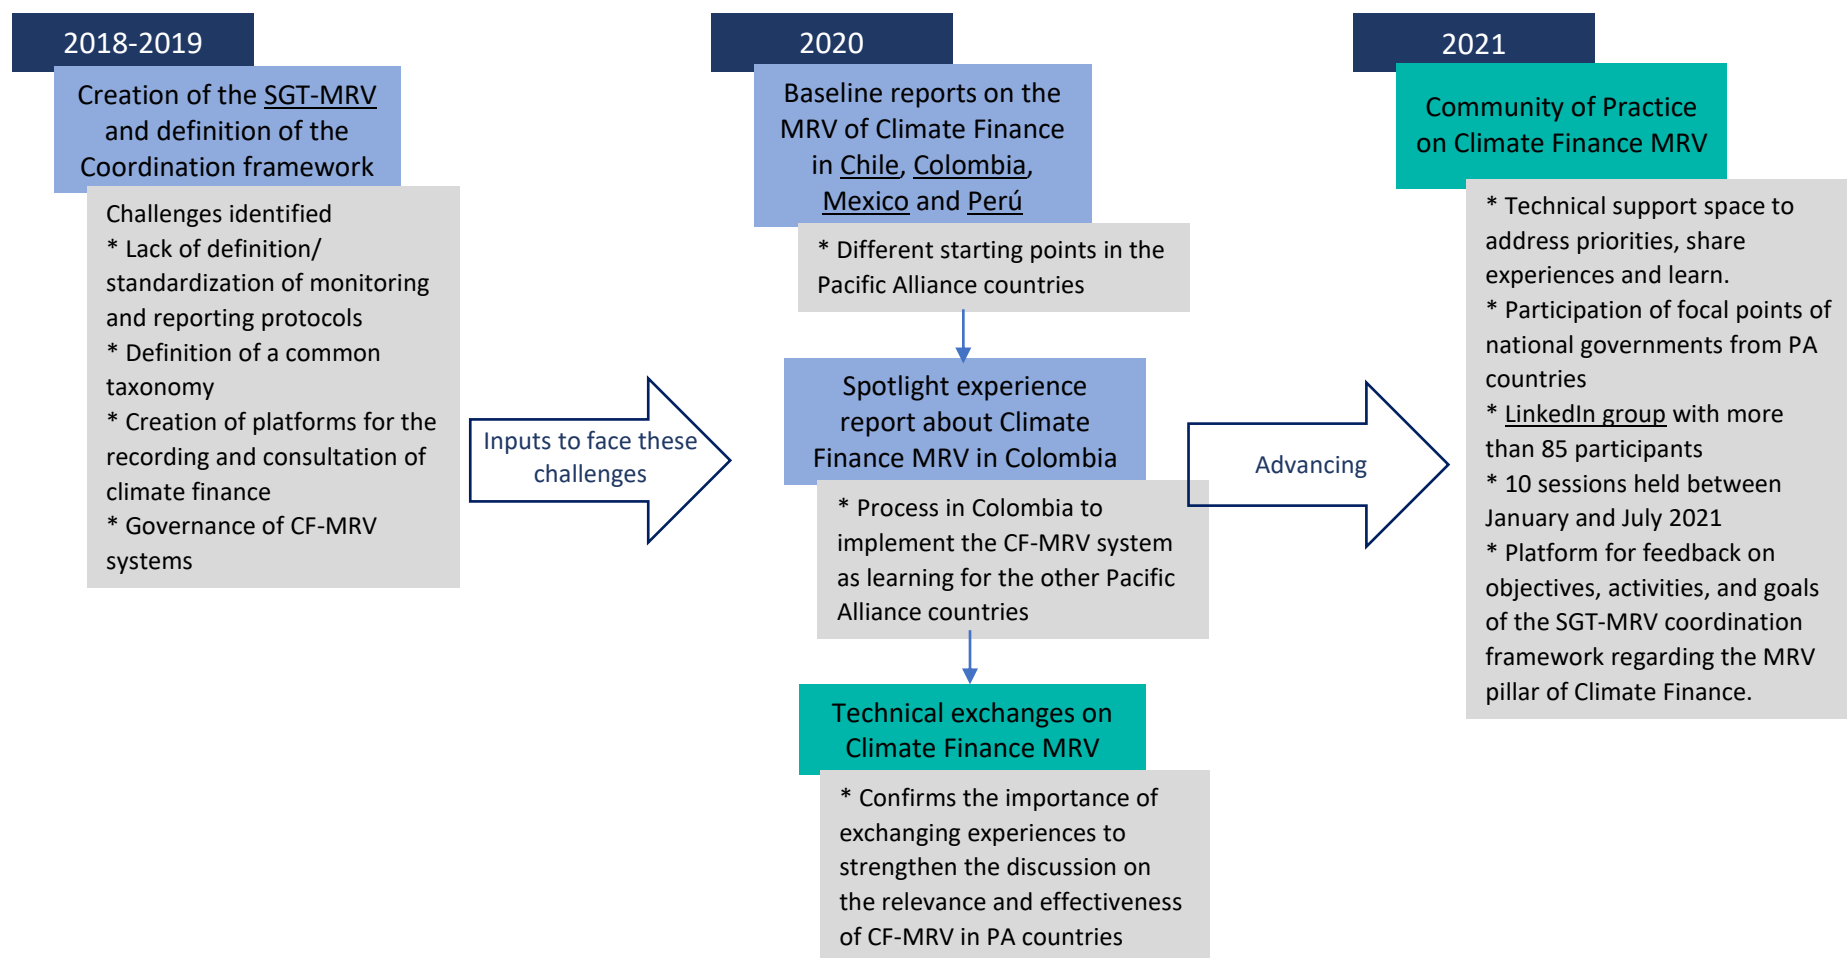 2018-2019
Creation of the SGT-MRV
and definition of the
Coordination framework
Challenges identified
* Lack of definition/
standardization of monitoring
and reporting protocols
* Definition of a common
taxonomy
* Creation of platforms for the
recording and consultation of
climate finance
* Governance of CF-MRV
systems
Inputs to face these
challenges
2020
Baseline reports on the
MRV of Climate Finance
in Chile, Colombia,
Mexico and Perú
* Different starting points in the
Pacific Alliance countries
Spotlight experience
report about Climate
Finance MRV in Colombia
* Process in Colombia to
implement the CF-MRV system
as learning for the other Pacific
Alliance countries
Technical exchanges on
Climate Finance MRV
* Confirms the importance of
exchanging experiences to
strengthen the discussion on
the relevance and effectiveness
of CF-MRV in PA countries
Advancing
2021
Community of Practice
on Climate Finance MRV
* Technical support space to
address priorities, share
experiences and learn.
* Participation of focal points of
national governments from PA
countries
* LinkedIn group with more
than 85 participants
* 10 sessions held between
January and July 2021
* Platform for feedback on
objectives, activities, and goals
of the SGT-MRV coordination
framework regarding the MRV
pillar of Climate Finance.